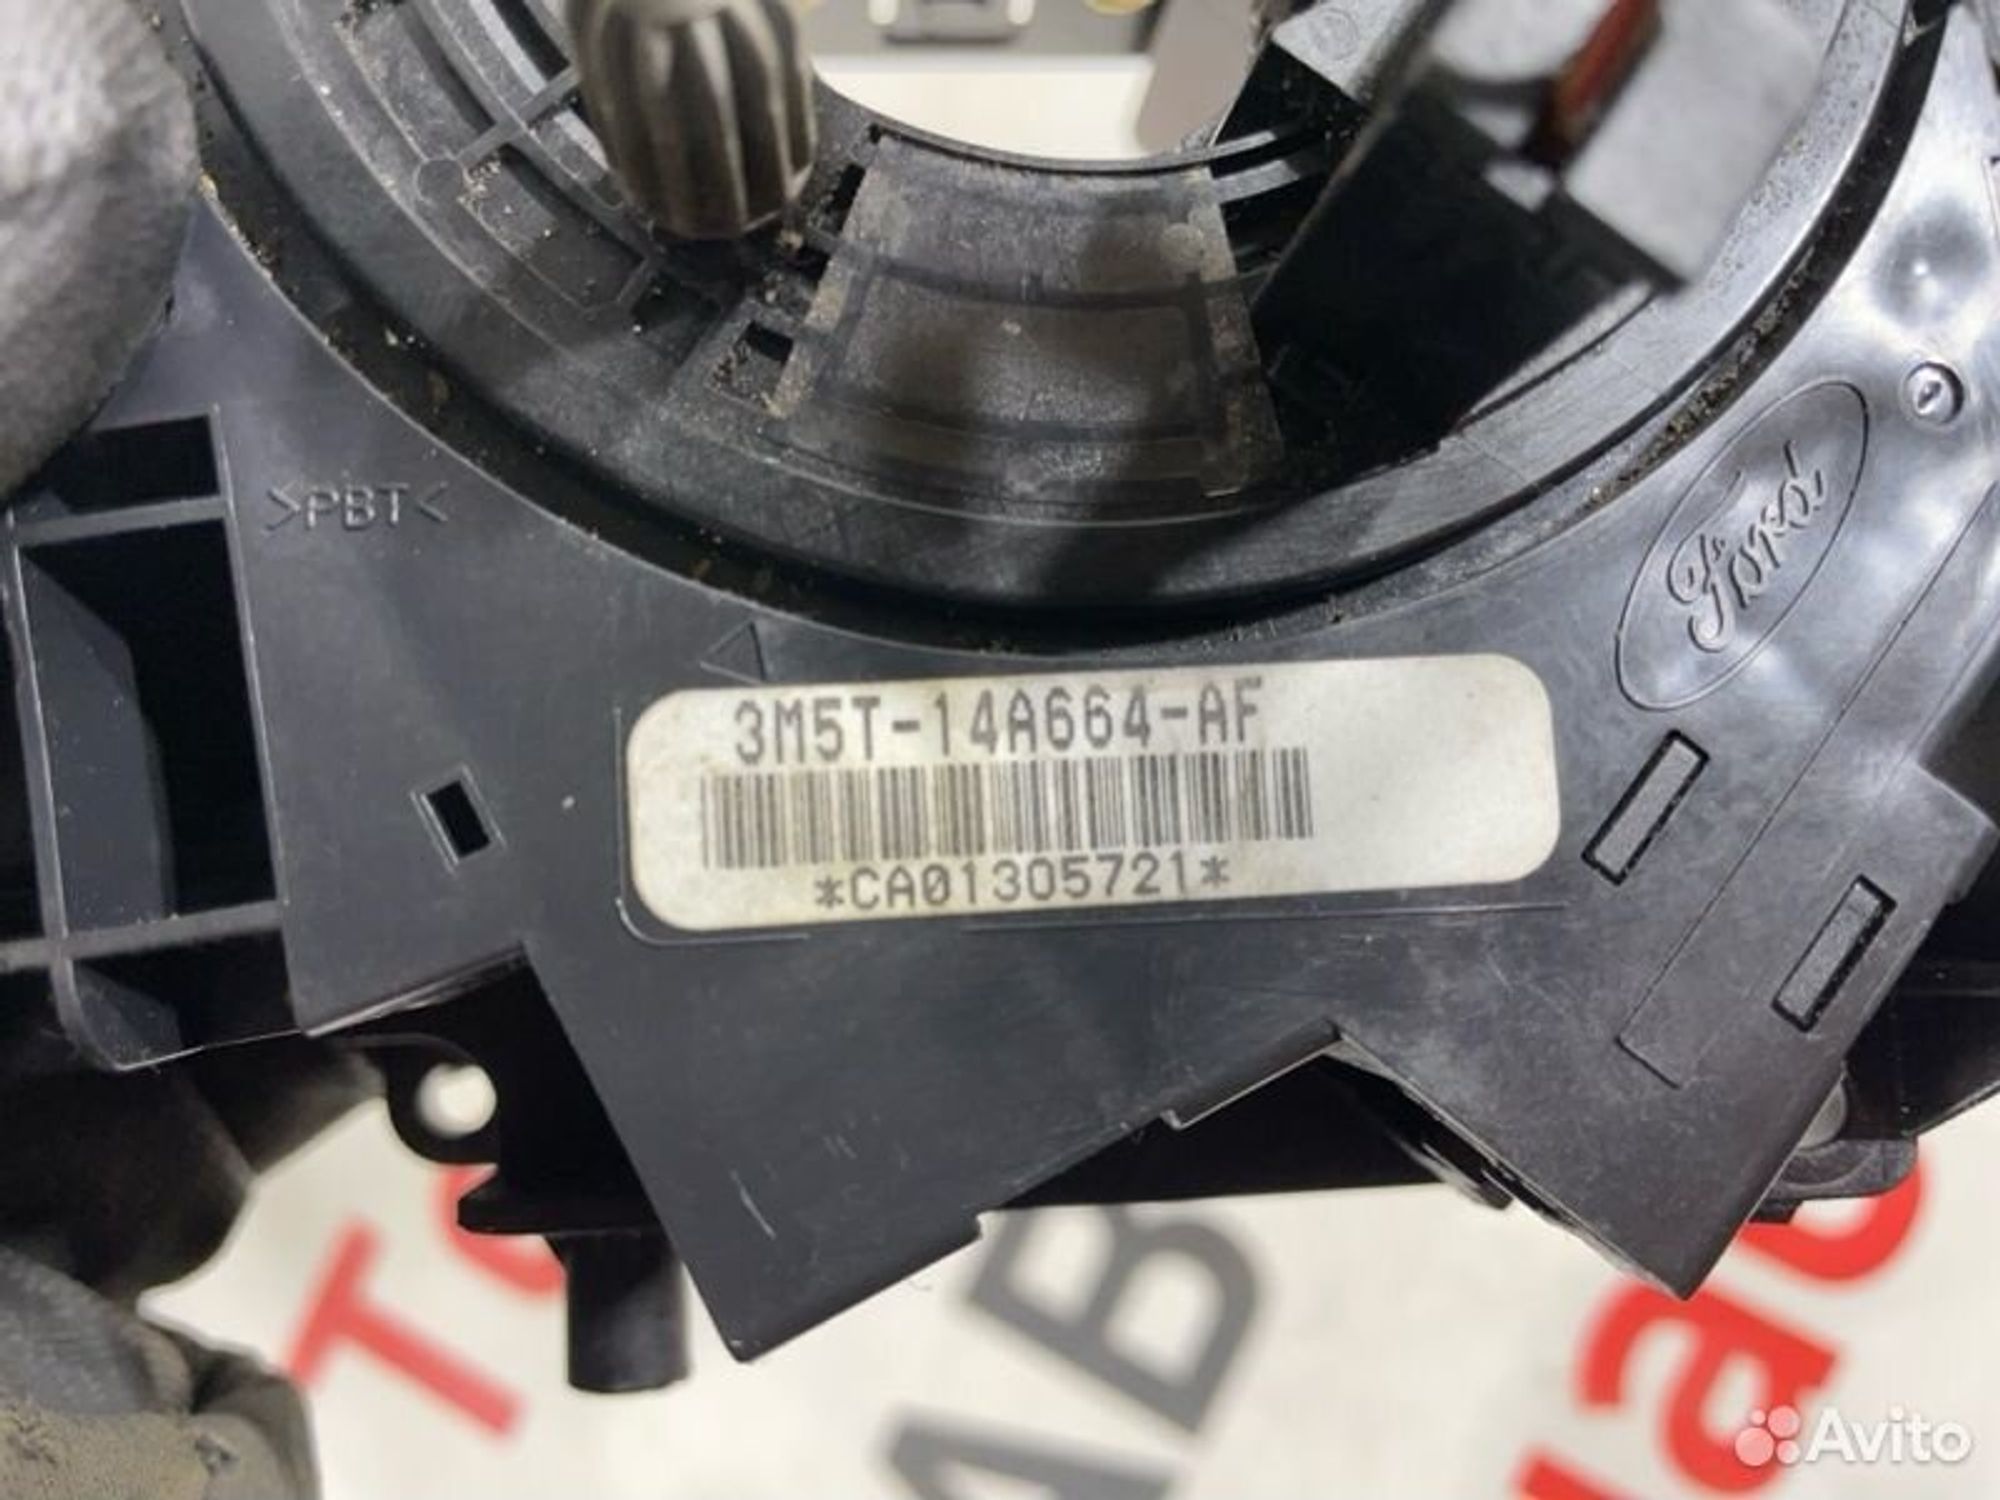 >PBT<
Ford
3M5T-14A664-AF
*CA01305721*
Avito